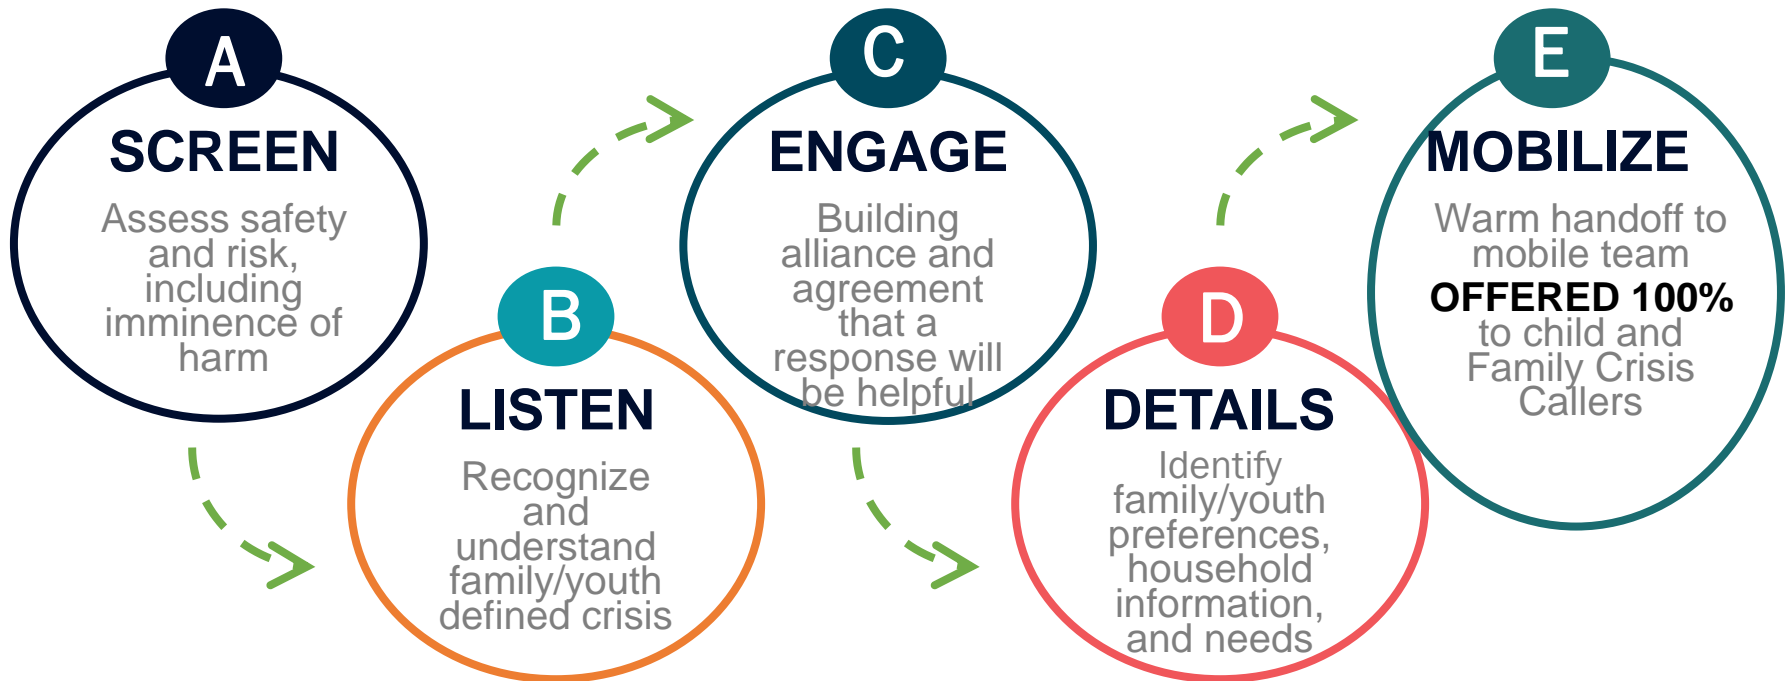 A
SCREEN
Assess safety
and risk,
including
imminence of
harm
B
LISTEN
Recognize
and
understand
family/youth
defined crisis
C
ENGAGE
Building
alliance and
agreement
that a
response will
be helpful
D
DETAILS
Identify
family/youth
preferences,
household
information,
and needs
E
MOBILIZE
Warm handoff to
mobile team
OFFERED 100%
to child and
Family Crisis
Callers